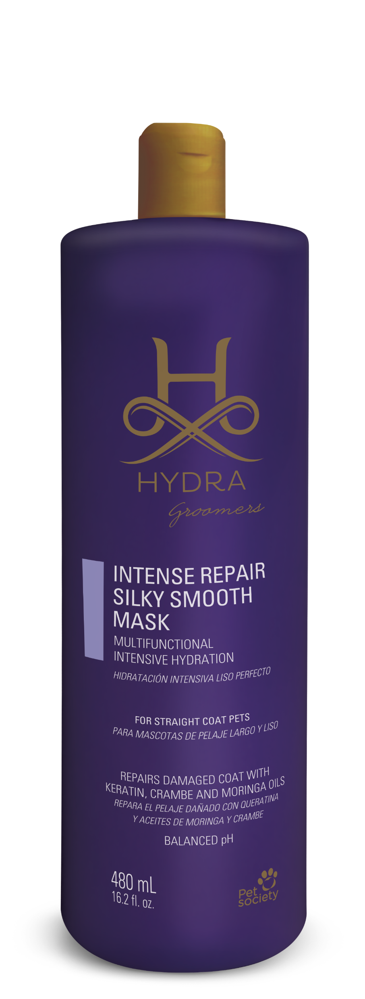 H
HYDRA
Groomers
INTENSE REPAIR
SILKY SMOOTH
MASK
MULTIFUNCTIONAL
INTENSIVE HYDRATION
HIDRATACIÓN INTENSIVA LISO PERFECTO
FOR STRAIGHT COAT PETS
PARA MASCOTAS DE PELAJE LARGO Y LISO
REPAIRS DAMAGED COAT WITH
KERATIN, CRAMBE AND MORINGA OILS
REPARA EL PELAJE DAÑADO CON QUERATINA
Y ACEITES DE MORINGA Y CRAMBE
BALANCED pH
480 mL
16.2 fl. oz.
Pet
society